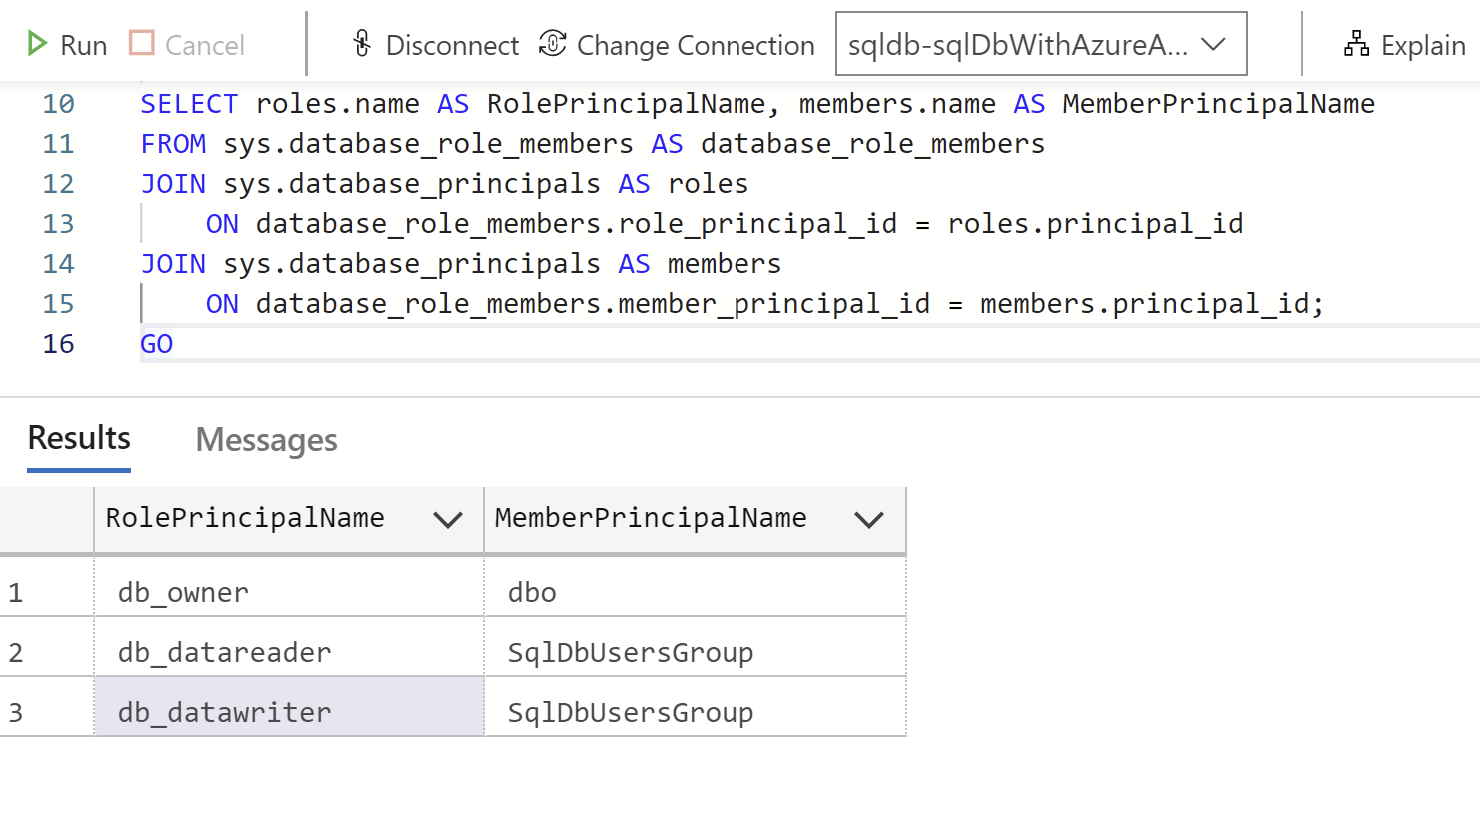 Run Cancel Disconnect Change Connection sqldb-sqlDbWithAzureA... Explain
10 SELECT roles.name AS RolePrincipalName, members.name AS MemberPrincipalName
11 FROM sys.database_role_members AS database_role_members
12 JOIN sys.database_principals AS roles
13 ON database_role_members.role_principal_id = roles.principal_id
14 JOIN sys.database_principals AS members
15 ON database_role_members.member_principal_id = members.principal_id;
16 GO
Results Messages
RolePrincipalName MemberPrincipalName
1 db_owner dbo
2 db_datareader SqlDbUsersGroup
3 db_datawriter SqlDbUsersGroup